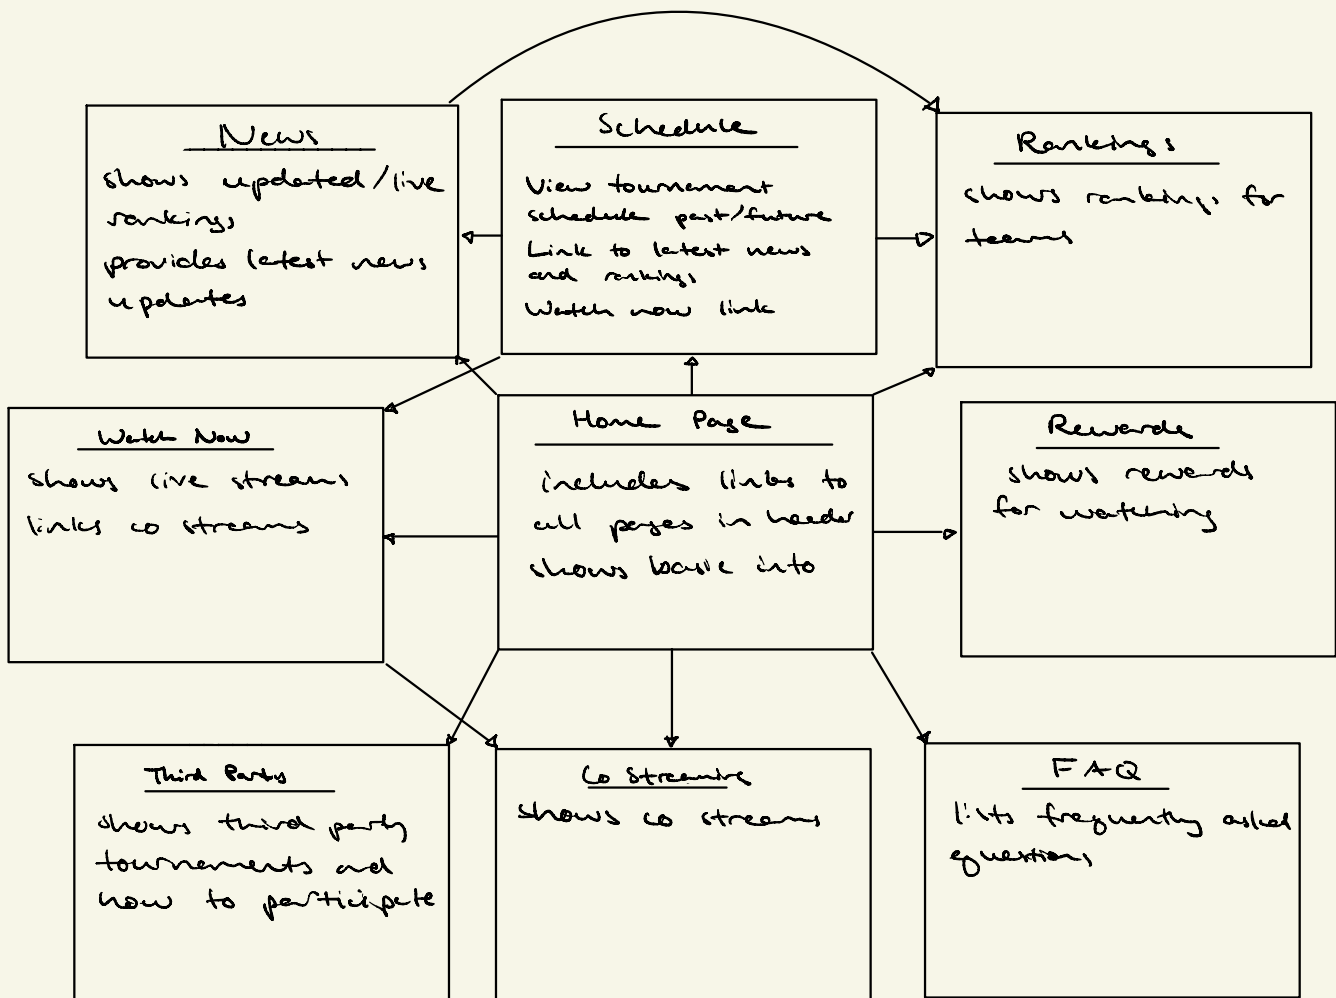 News
shows updated/live
rankings
provides latest news
updates
Schedule
View tournament
schedule past/future
Link to latest news
and rankings
Watch now link
Rankings
shows rankings for
teams
Watch Now
shows live streams
links co streams
Home Page
includes links to
all pages in header
shows basic info
Rewards
shows rewards
for watching
Third Party
shows third party
tournements and
how to participate
Co Streaming
shows co streams
FAQ
lists frequently asked
questions